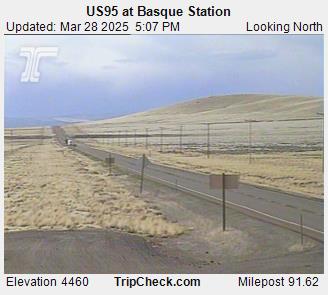 US95 at Basque Station
Updated: Mar 28 2025  5:07 PM Looking North
Elevation 4460 TripCheck.com Milepost 91.62